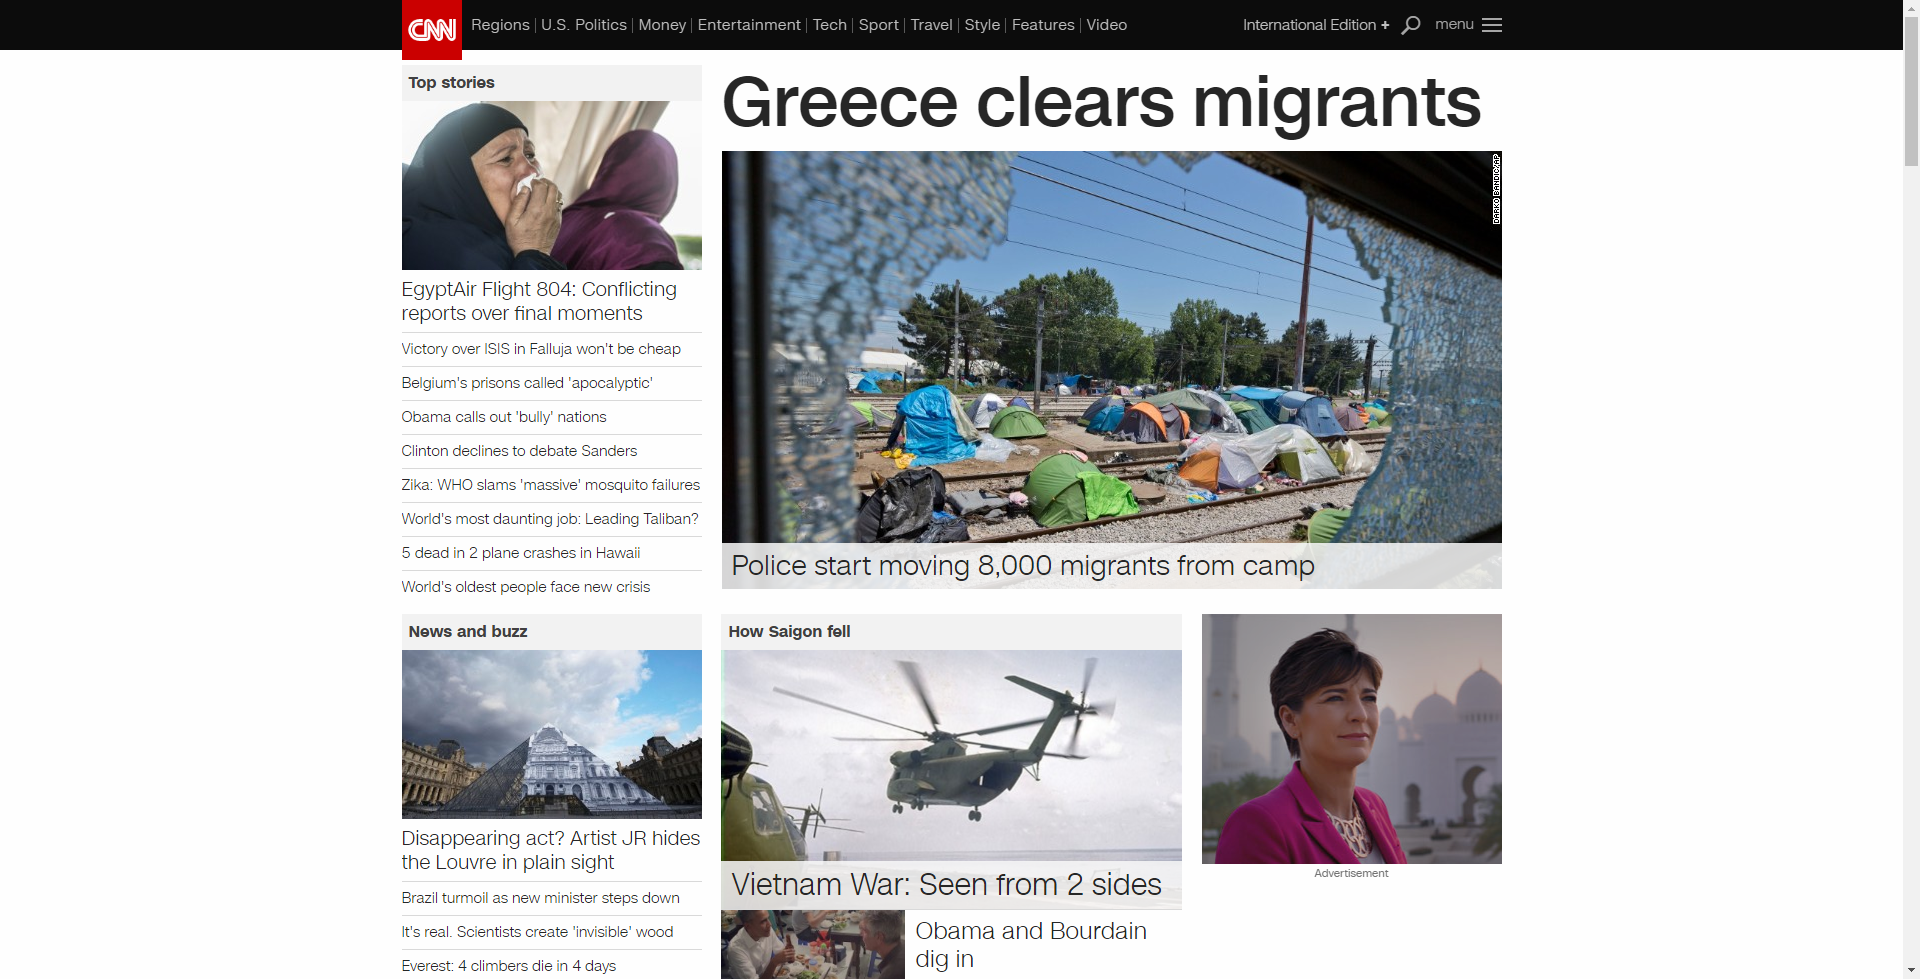 CNN
Regions
U.S. Politics
Money
Entertainment
Tech
Sport
Travel
Style
Features
Video
International Edition +
menu
Top stories
EgyptAir Flight 804: Conflicting
reports over final moments
Victory over ISIS in Falluja won't be cheap
Belgium's prisons called 'apocalyptic'
Obama calls out 'bully' nations
Clinton declines to debate Sanders
Zika: WHO slams 'massive' mosquito failures
World's most daunting job: Leading Taliban?
5 dead in 2 plane crashes in Hawaii
World's oldest people face new crisis
Greece clears migrants
DARKO BANDIC/AP
Police start moving 8,000 migrants from camp
News and buzz
Disappearing act? Artist JR hides
the Louvre in plain sight
Brazil turmoil as new minister steps down
It's real. Scientists create 'invisible' wood
Everest: 4 climbers die in 4 days
How Saigon fell
Vietnam War: Seen from 2 sides
Obama and Bourdain
dig in
Advertisement